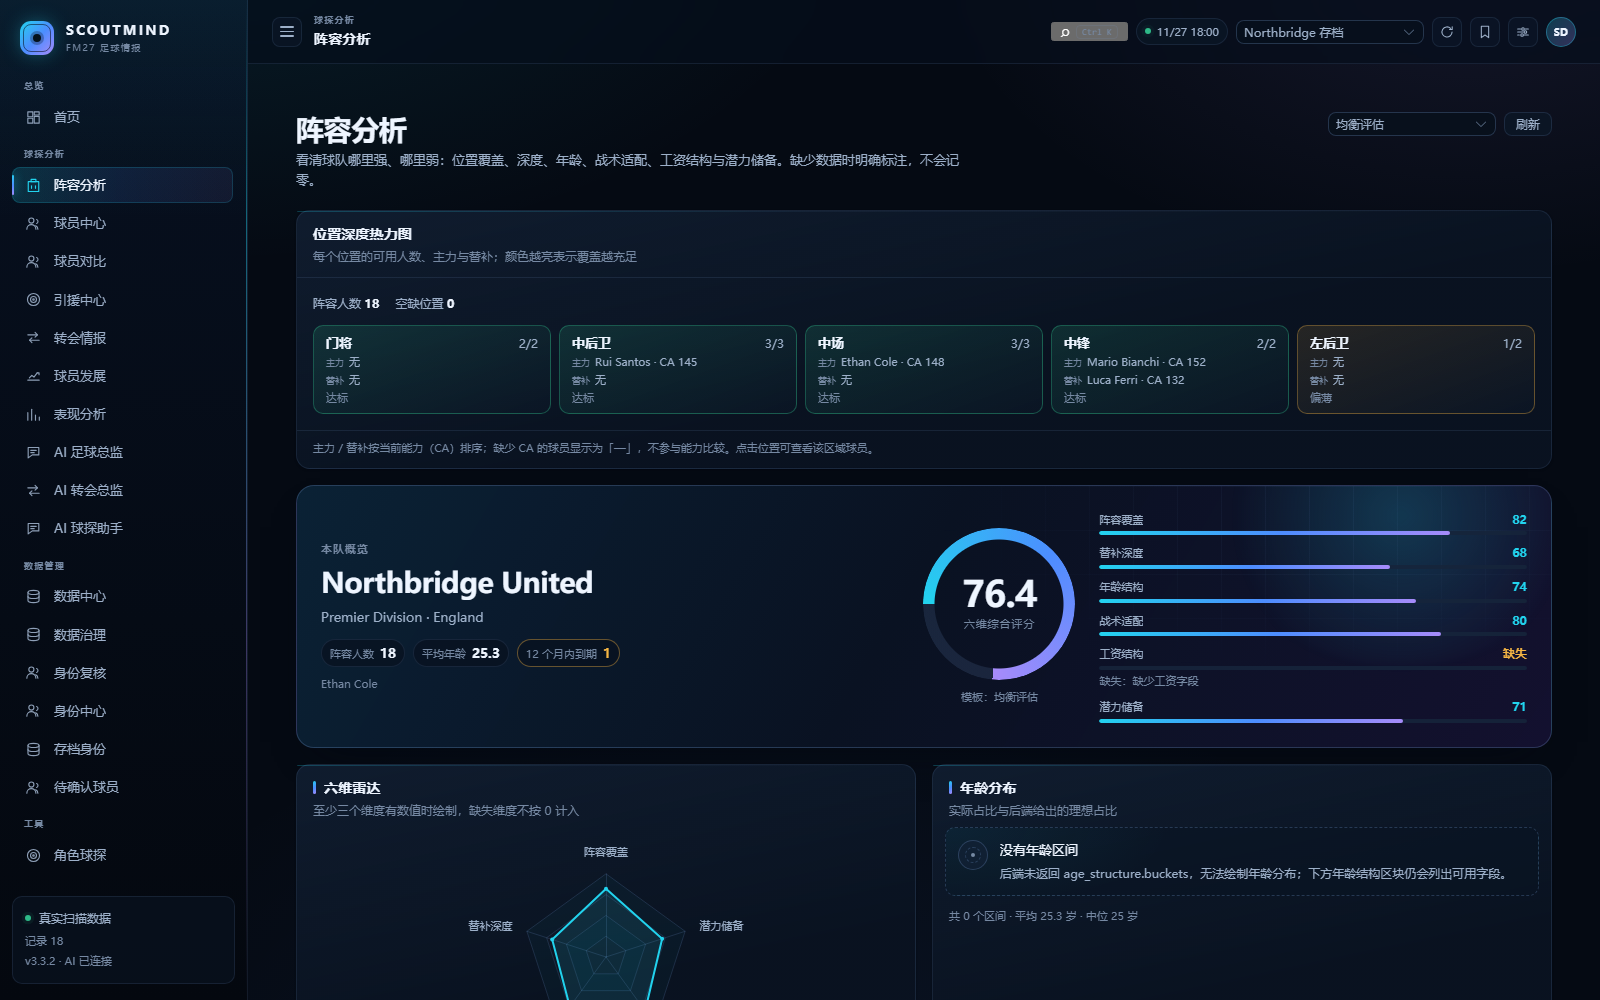 SCOUTMIND
FM27 足球情报
总览
首页
球探分析
阵容分析
球员中心
球员对比
引援中心
转会情报
球员发展
表现分析
AI 足球总监
AI 转会总监
AI 球探助手
数据管理
数据中心
数据治理
身份复核
身份中心
存档身份
待确认球员
工具
角色球探
真实扫描数据
记录 18
v3.3.2 · AI 已连接
球探分析
阵容分析
11/27 18:00
Northbridge 存档
SD
阵容分析
看清球队哪里强、哪里弱：位置覆盖、深度、年龄、战术适配、工资结构与潜力储备。缺少数据时明确标注，不会记
零。
均衡评估
刷新
位置深度热力图
每个位置的可用人数、主力与替补；颜色越亮表示覆盖越充足
阵容人数 18 空缺位置 0
门将 2/2
主力 无
替补 无
达标
中后卫 3/3
主力 Rui Santos · CA 145
替补 无
达标
中场 3/3
主力 Ethan Cole · CA 148
替补 无
达标
中锋 2/2
主力 Mario Bianchi · CA 152
替补 Luca Ferri · CA 132
达标
左后卫 1/2
主力 无
替补 无
偏薄
主力 / 替补按当前能力（CA）排序；缺少 CA 的球员显示为「—」，不参与能力比较。点击位置可查看该区域球员。
本队概览
Northbridge United
Premier Division · England
阵容人数 18 平均年龄 25.3 12 个月内到期 1
Ethan Cole
76.4
六维综合评分
模板：均衡评估
阵容覆盖 82
替补深度 68
年龄结构 74
战术适配 80
工资结构 缺失
缺失：缺少工资字段
潜力储备 71
六维雷达
至少三个维度有数值时绘制，缺失维度不按 0 计入
阵容覆盖
替补深度
潜力储备
年龄分布
实际占比与后端给出的理想占比
没有年龄区间
后端未返回 age_structure.buckets，无法绘制年龄分布；下方年龄结构区块仍会列出可用字段。
共 0 个区间 · 平均 25.3 岁 · 中位 25 岁